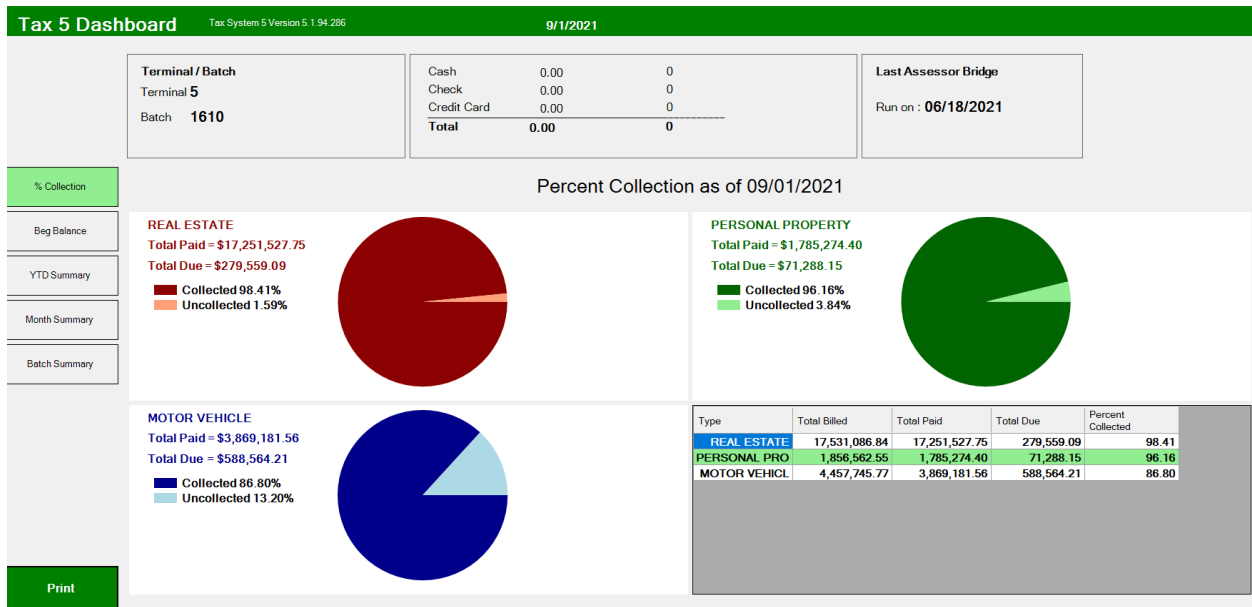 Tax 5 Dashboard Tax System 5 Version 5.1.94.286 9/1/2021
Terminal / Batch
Terminal 5
Batch 1610
Cash 0.00 0
Check 0.00 0
Credit Card 0.00 0
Total 0.00 0
Last Assessor Bridge
Run on : 06/18/2021
% Collection
Beg Balance
YTD Summary
Month Summary
Batch Summary
Print
Percent Collection as of 09/01/2021
REAL ESTATE
Total Paid = $17,251,527.75
Total Due = $279,559.09
Collected 98.41%
Uncollected 1.59%
PERSONAL PROPERTY
Total Paid = $1,785,274.40
Total Due = $71,288.15
Collected 96.16%
Uncollected 3.84%
MOTOR VEHICLE
Total Paid = $3,869,181.56
Total Due = $588,564.21
Collected 86.80%
Uncollected 13.20%
Type Total Billed Total Paid Total Due Percent Collected
REAL ESTATE 17,531,086.84 17,251,527.75 279,559.09 98.41
PERSONAL PRO 1,856,562.55 1,785,274.40 71,288.15 96.16
MOTOR VEHICL 4,457,745.77 3,869,181.56 588,564.21 86.80